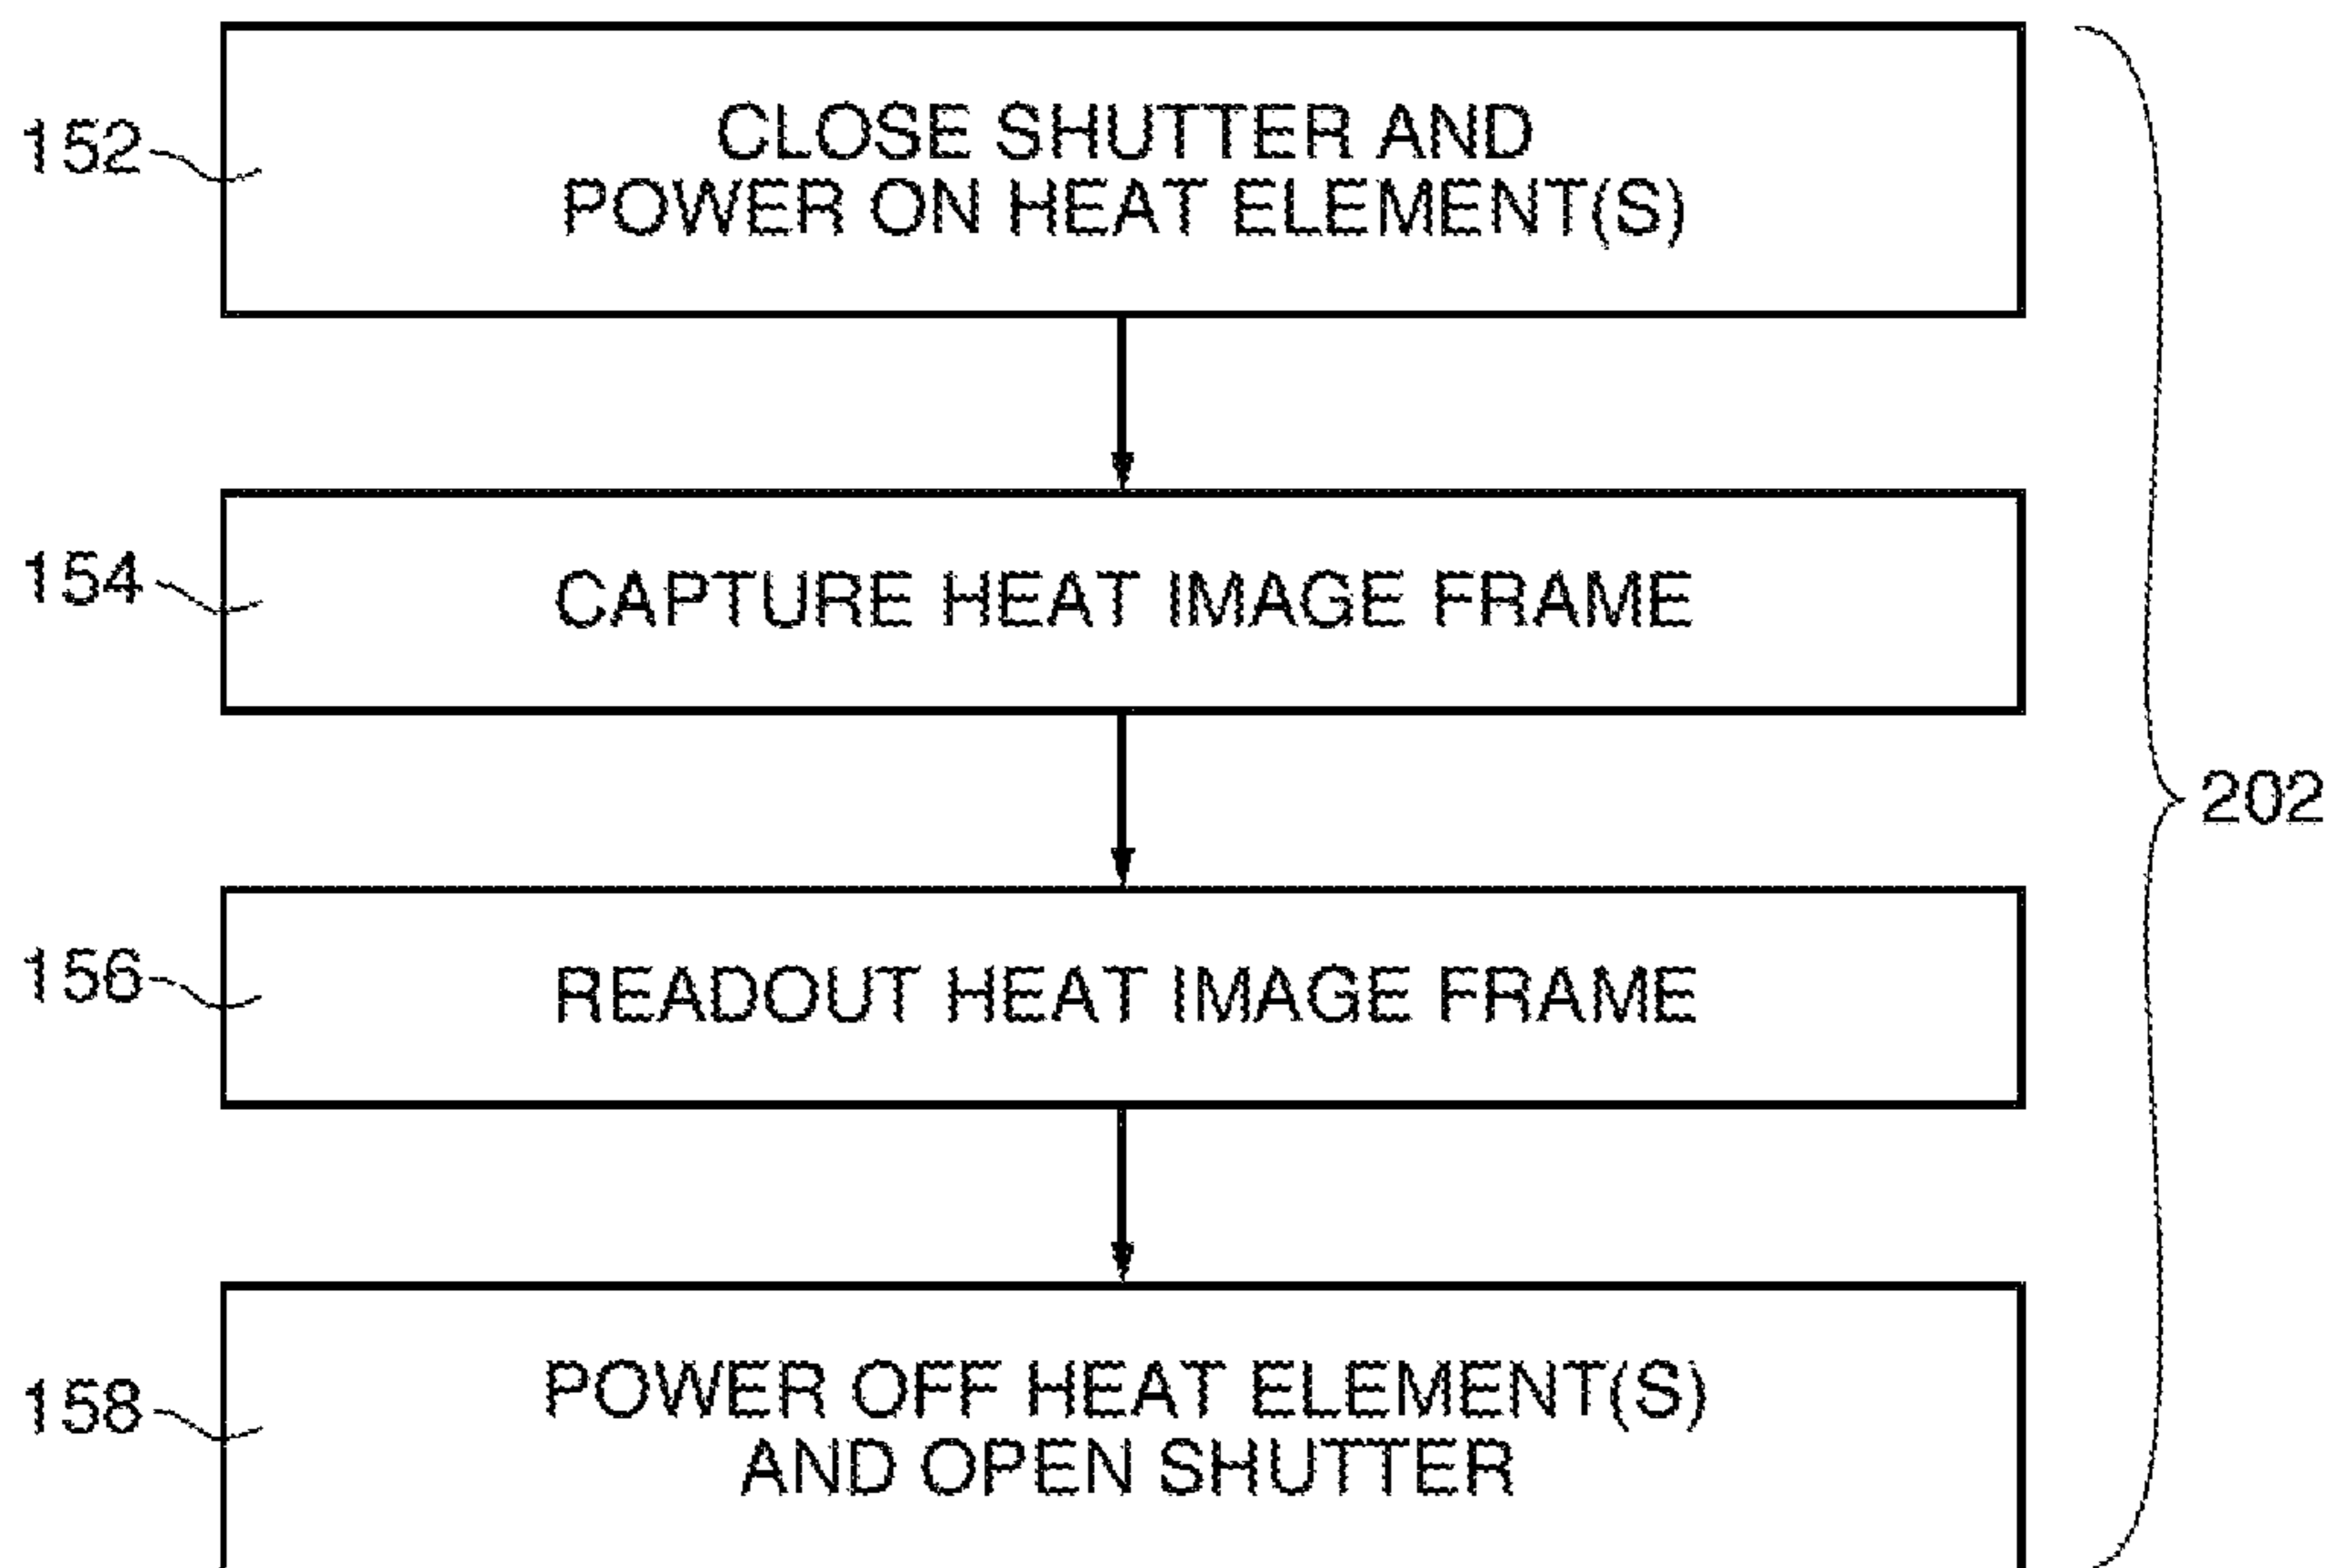 152
CLOSE SHUTTER AND
POWER ON HEAT ELEMENT(S)
154
CAPTURE HEAT IMAGE FRAME
202
156
READOUT HEAT IMAGE FRAME
158
POWER OFF HEAT ELEMENT(S)
AND OPEN SHUTTER